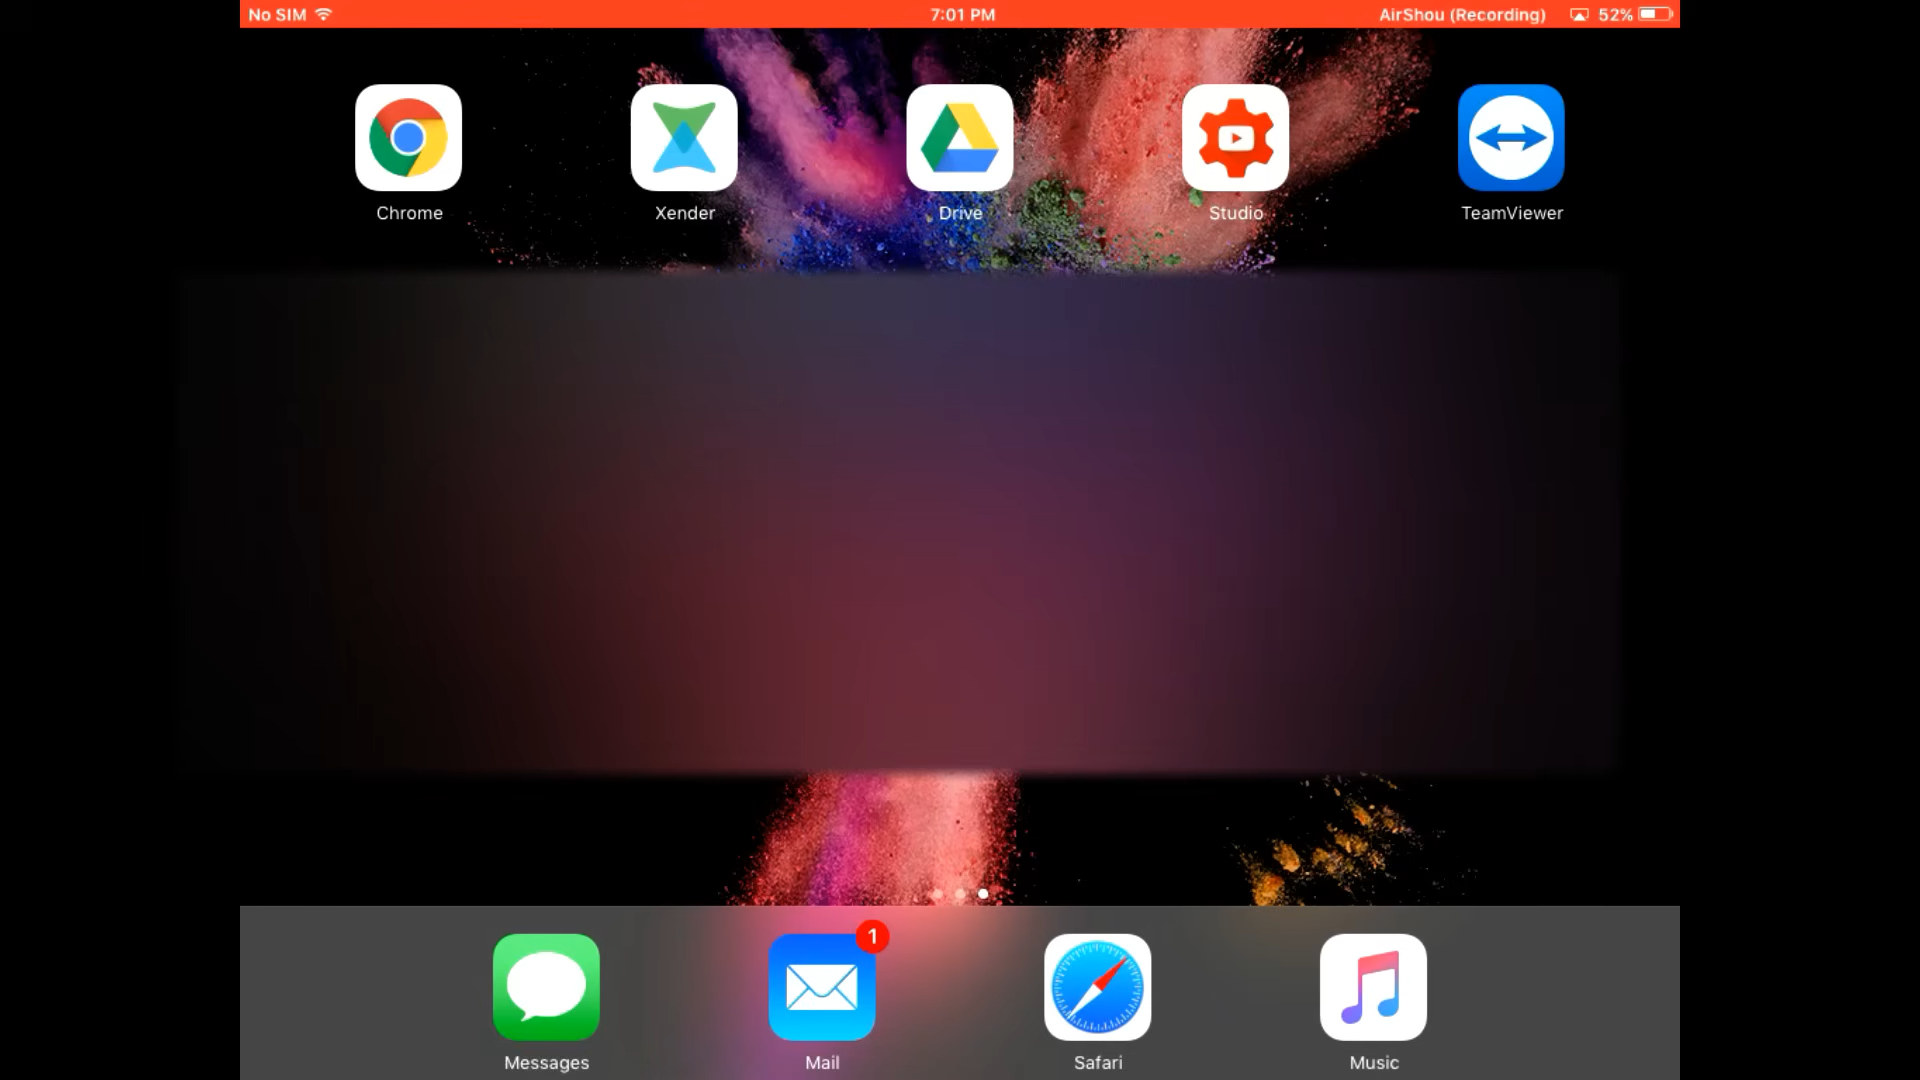 No SIM 7:01 PM AirShou (Recording) 52%
Chrome Xender Drive Studio TeamViewer
1
Messages Mail Safari Music